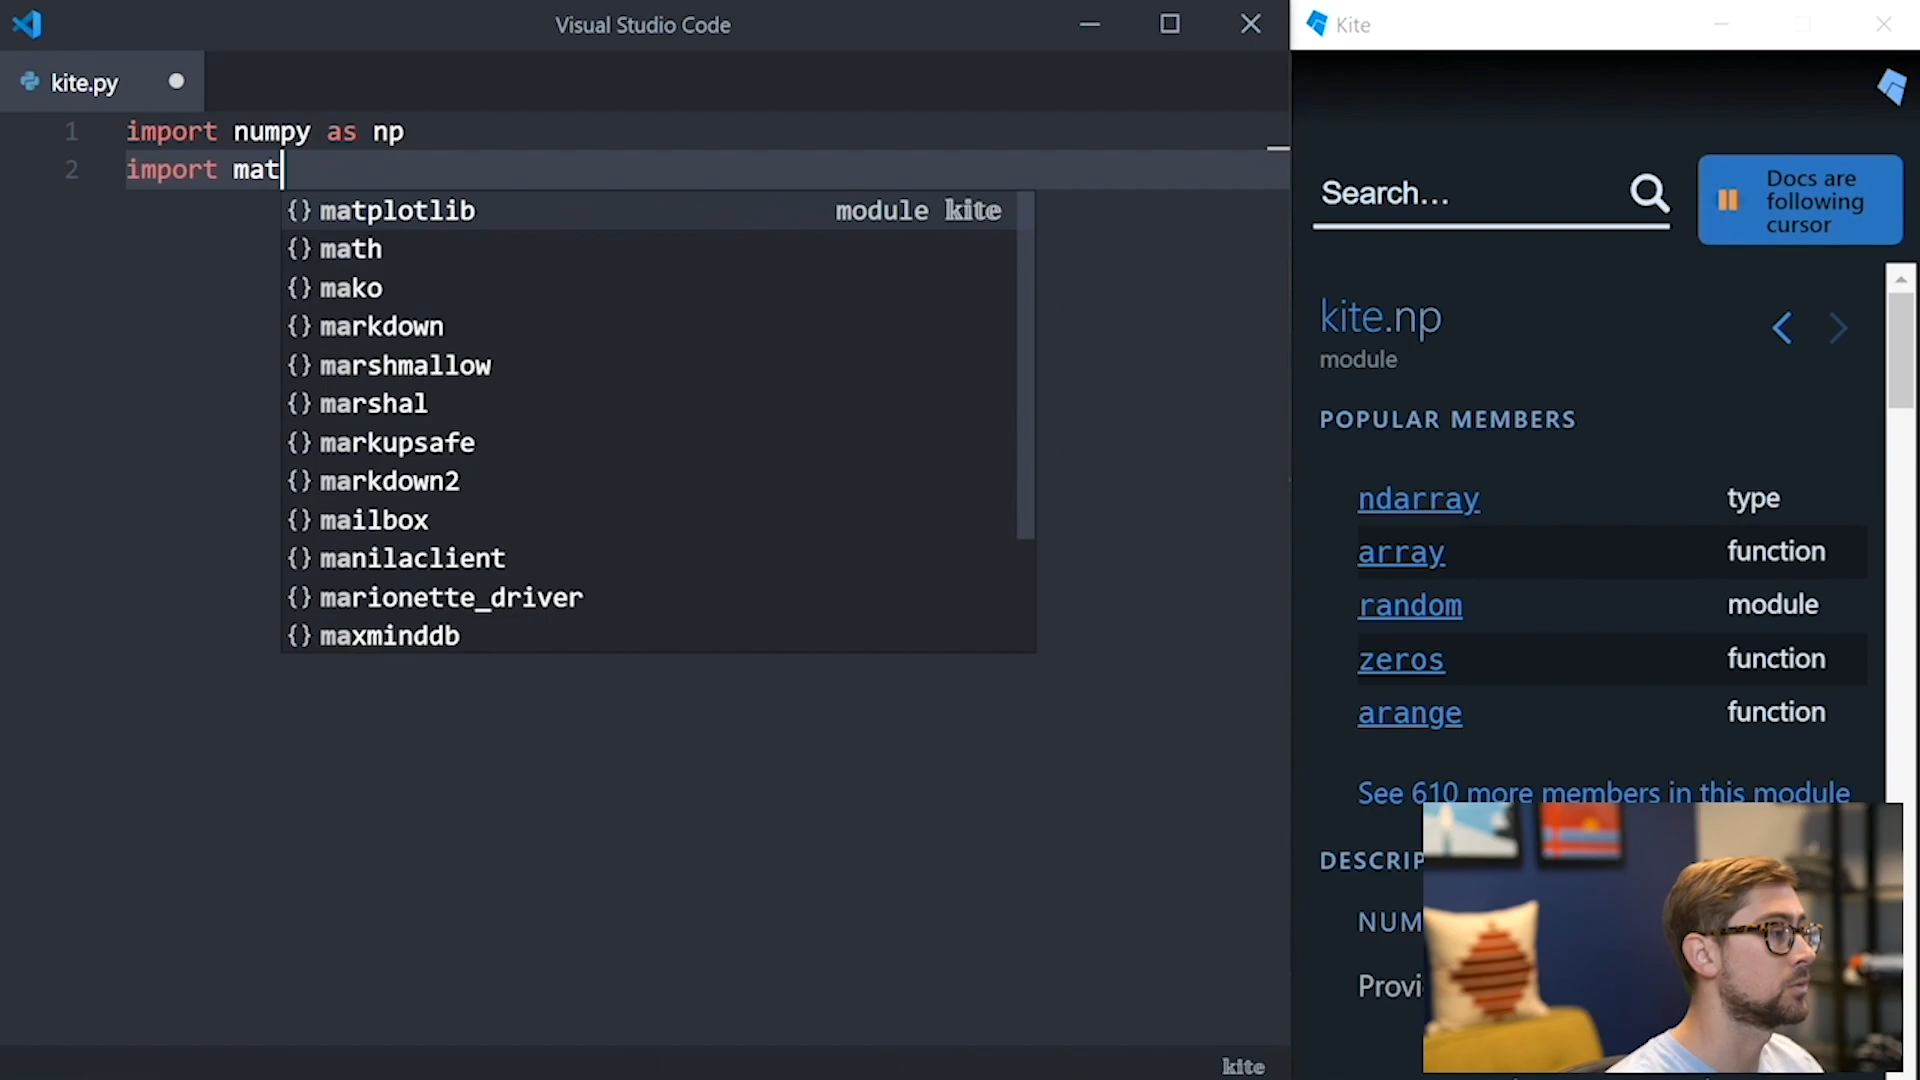 Visual Studio Code
kite.py
1 import numpy as np
2 import mat
{} matplotlib module kite
{} math
{} mako
{} markdown
{} marshmallow
{} marshal
{} markupsafe
{} markdown2
{} mailbox
{} manilaclient
{} marionette_driver
{} maxminddb
kite
Kite
Search...
Docs are
following
cursor
kite.np
module
POPULAR MEMBERS
ndarray type
array function
random module
zeros function
arange function
See 610 more members in this module
DESCRIP
NUM
Provi